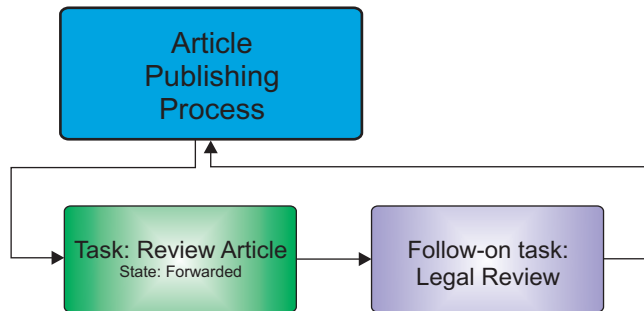 Article
Publishing
Process
Task: Review Article
State: Forwarded
Follow-on task:
Legal Review